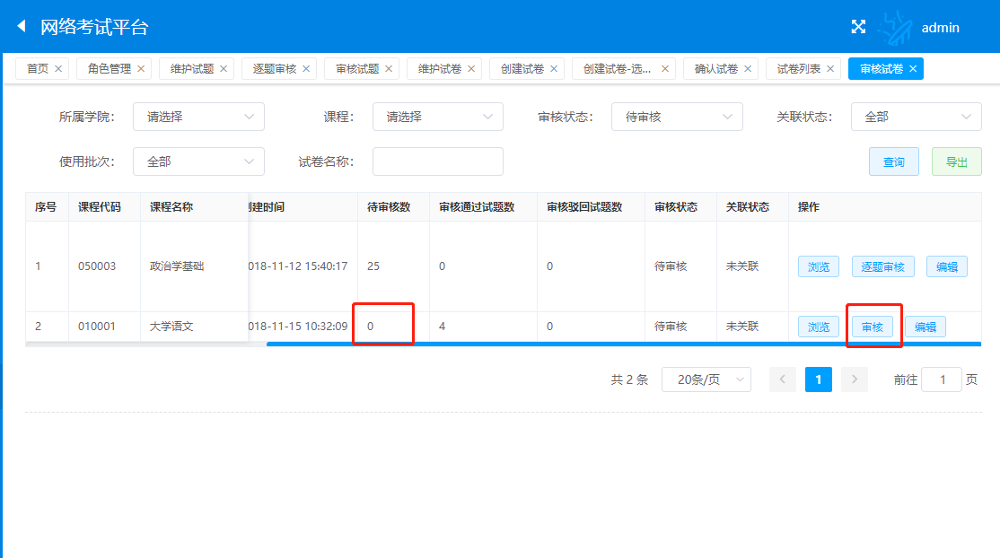 网络考试平台 admin
首页 角色管理 维护试题 逐题审核 审核试题 维护试卷 创建试卷 创建试卷-选... 确认试卷 试卷列表 审核试卷
所属学院： 请选择 课程： 请选择 审核状态： 待审核 关联状态： 全部
使用批次： 全部 试卷名称： 查询 导出
序号 课程代码 课程名称 建时间 待审核数 审核通过试题数 审核驳回试题数 审核状态 关联状态 操作
1 050003 政治学基础 018-11-12 15:40:17 25 0 0 待审核 未关联 浏览 逐题审核 编辑
2 010001 大学语文 018-11-15 10:32:09 0 4 0 待审核 未关联 浏览 审核 编辑
共 2 条 20条/页 1 前往 1 页